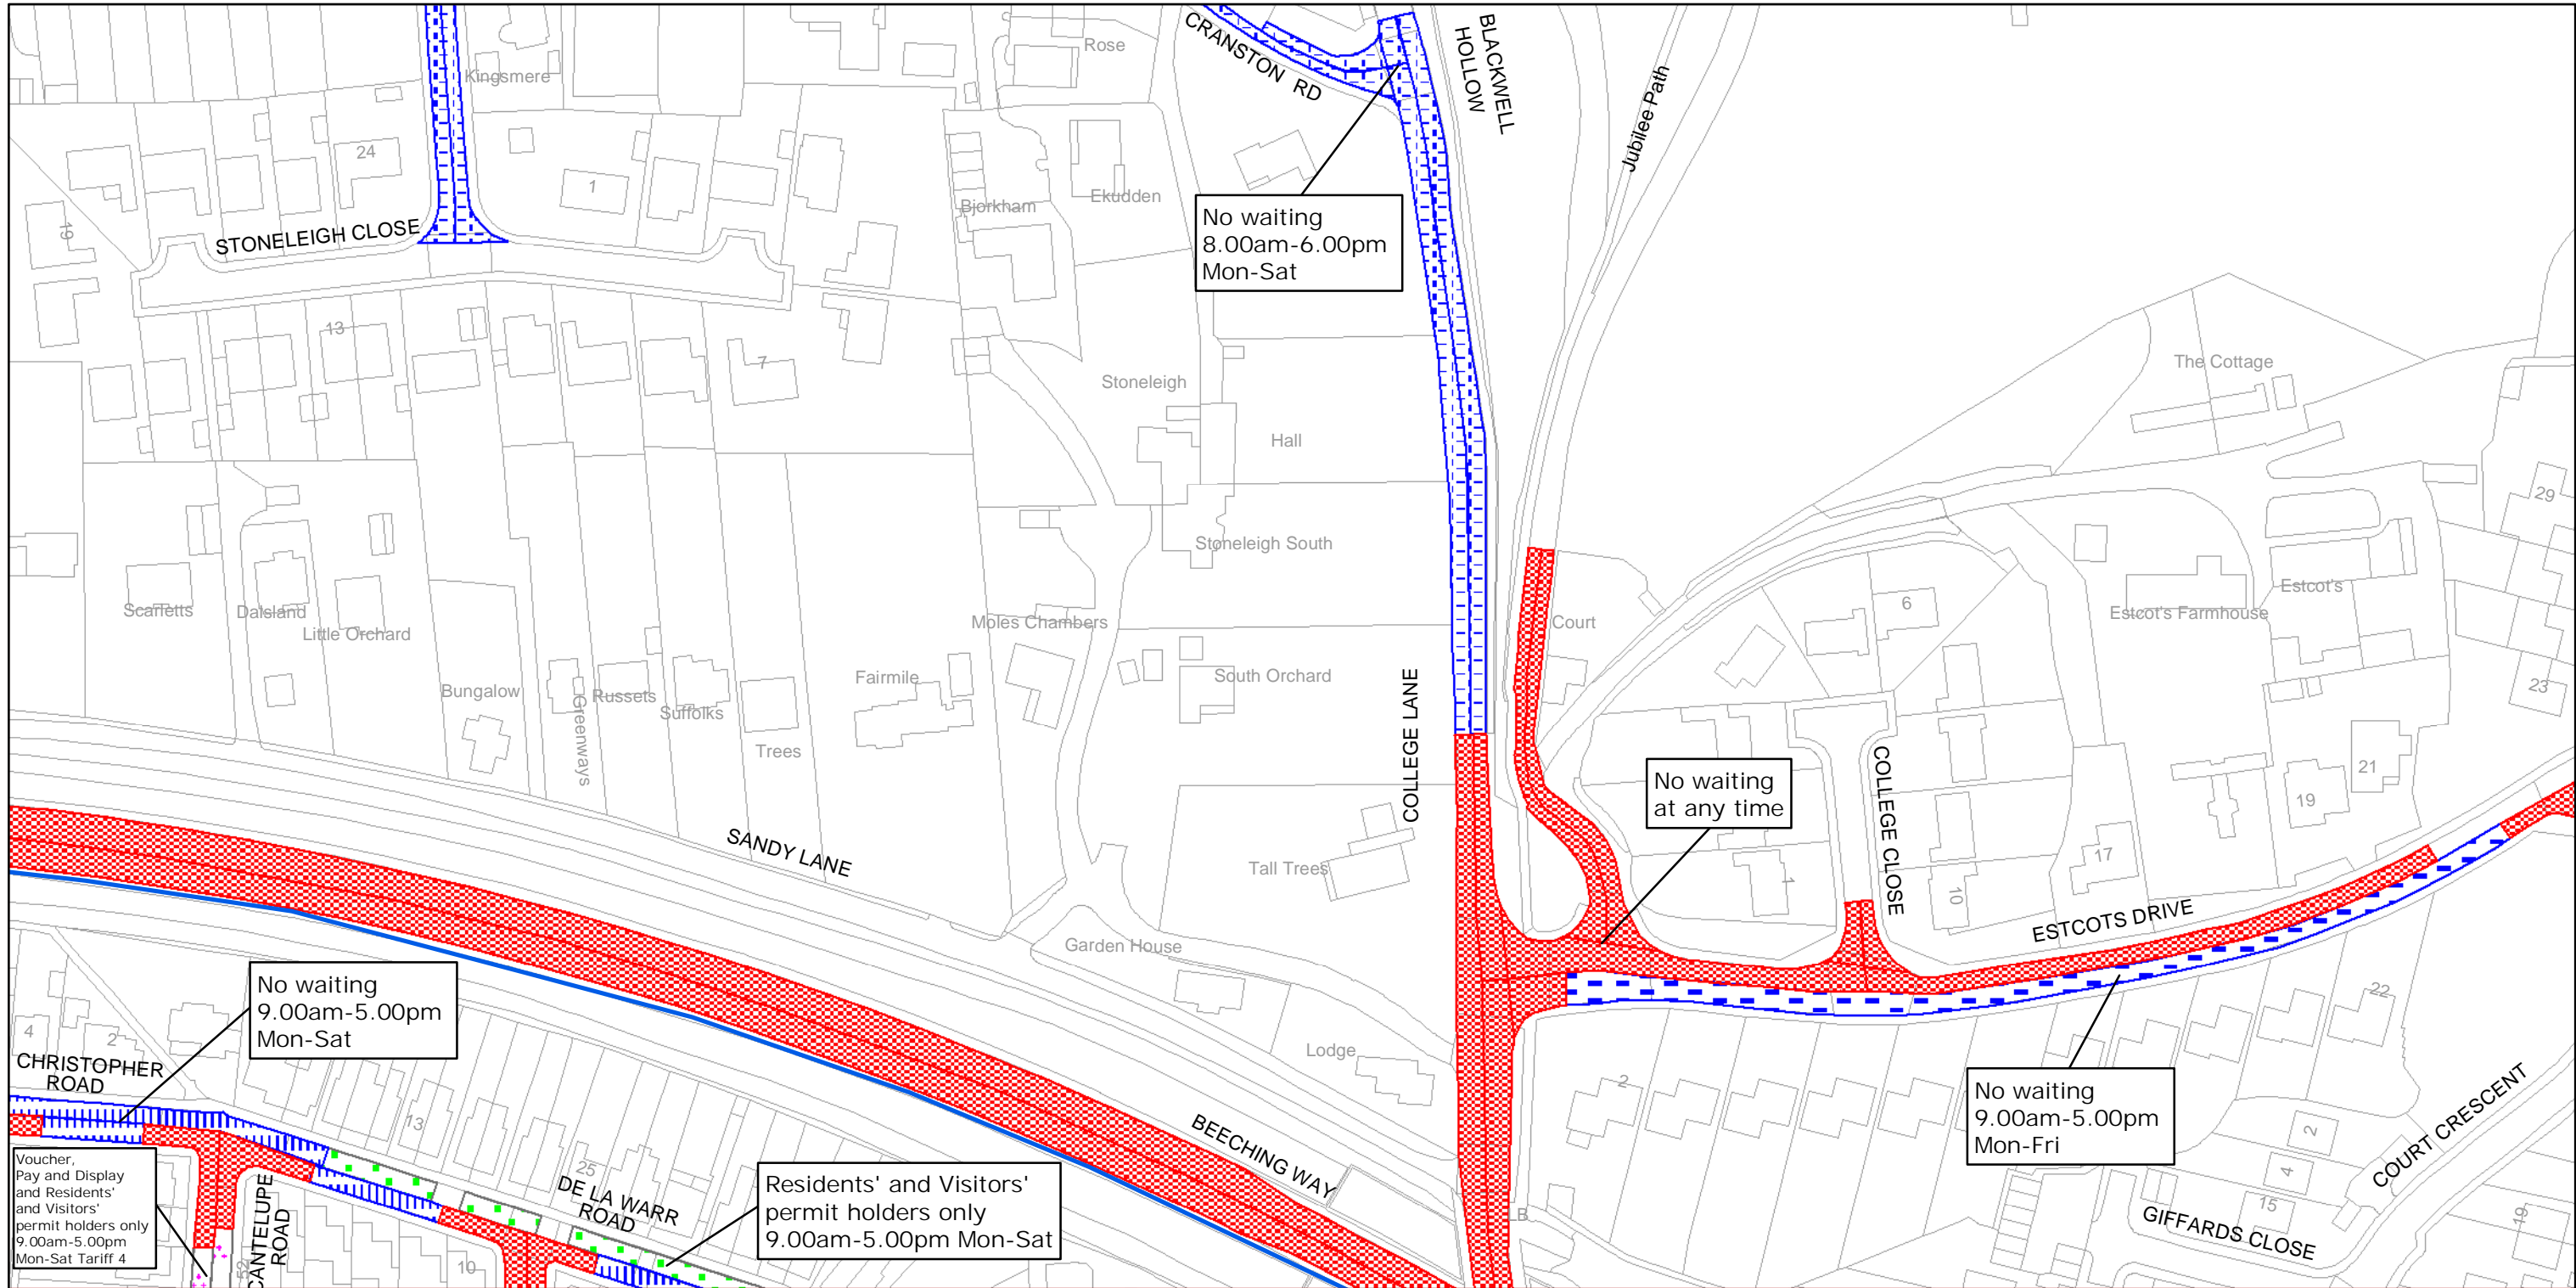 Kingsmere
Rose
CRANSTON RD
BLACKWELL
HOLLOW
Jubilee Path
24
1
Bjorkham
Ekudden
19
STONELEIGH CLOSE
No waiting
8.00am-6.00pm
Mon-Sat
13
7
Stoneleigh
Hall
The Cottage
29
Stoneleigh South
Scarletts
Dalsland
Little Orchard
Moles Chambers
Court
6
Estcot's
Estcot's Farmhouse
Bungalow
Greenways
Russets
Suffolks
Trees
Fairmile
South Orchard
COLLEGE LANE
23
No waiting
at any time
COLLEGE CLOSE
21
19
17
SANDY LANE
Tall Trees
1
10
ESTCOTS DRIVE
Garden House
No waiting
9.00am-5.00pm
Mon-Sat
4
2
CHRISTOPHER
ROAD
13
Lodge
2
22
No waiting
9.00am-5.00pm
Mon-Fri
BEECHING WAY
COURT CRESCENT
2
4
15
19
GIFFARDS CLOSE
LB
Voucher,
Pay and Display
and Residents'
and Visitors'
permit holders only
9.00am-5.00pm
Mon-Sat Tariff 4
CANTELUPE
ROAD
52
10
25
DE LA WARR
ROAD
Residents' and Visitors'
permit holders only
9.00am-5.00pm Mon-Sat